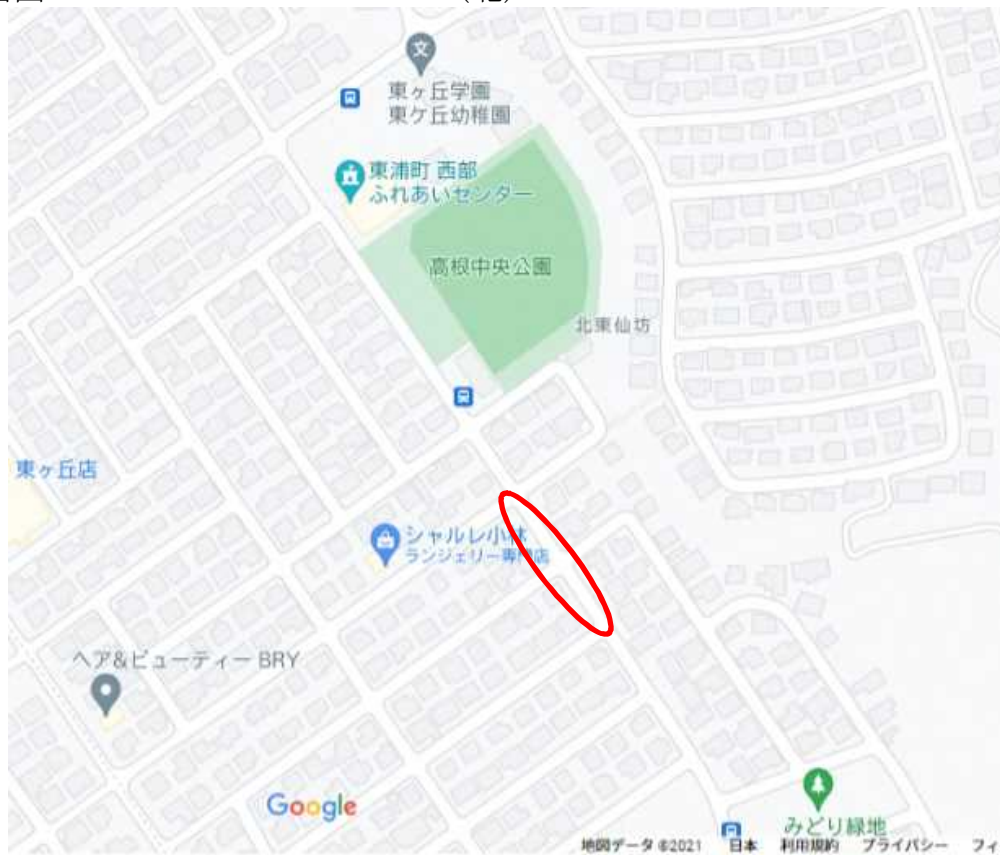 (北)
文
東ヶ丘学園
東ケ丘幼稚園
東浦町 西部
ふれあいセンター
高根中央公園
北東仙坊
東ヶ丘店
シャルレ小林
ランジェリー専門店
ヘア&ビューティー BRY
Google
みどり緑地
地図データ ©2021 日本 利用規約 プライバシー フィ